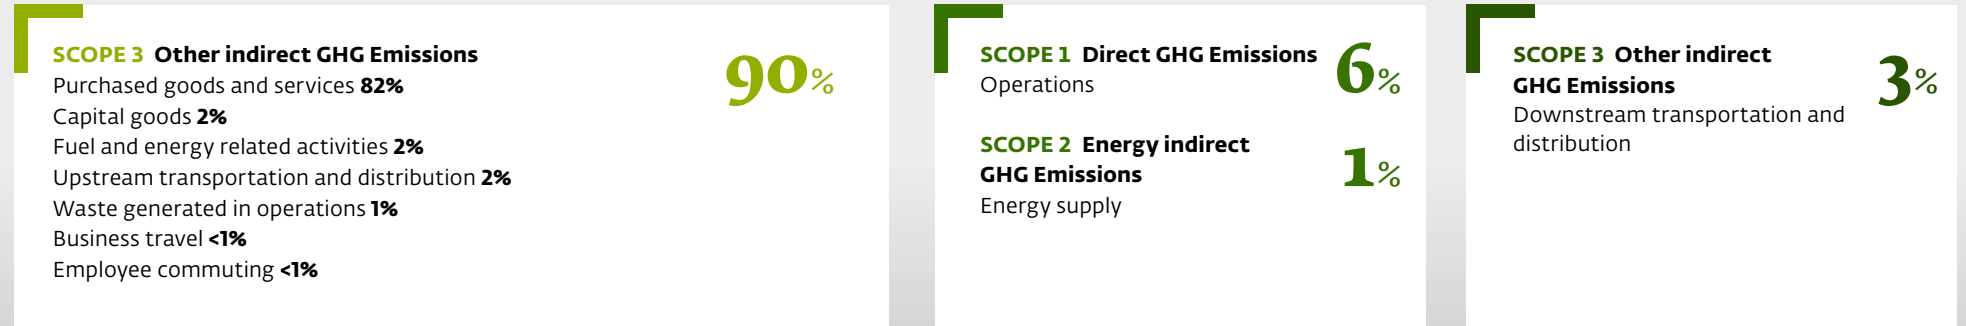 SCOPE 3 Other indirect GHG Emissions
90%
Purchased goods and services 82%
Capital goods 2%
Fuel and energy related activities 2%
Upstream transportation and distribution 2%
Waste generated in operations 1%
Business travel <1%
Employee commuting <1%
SCOPE 1 Direct GHG Emissions
6%
Operations
SCOPE 2 Energy indirect
GHG Emissions
1%
Energy supply
SCOPE 3 Other indirect
GHG Emissions
3%
Downstream transportation and
distribution